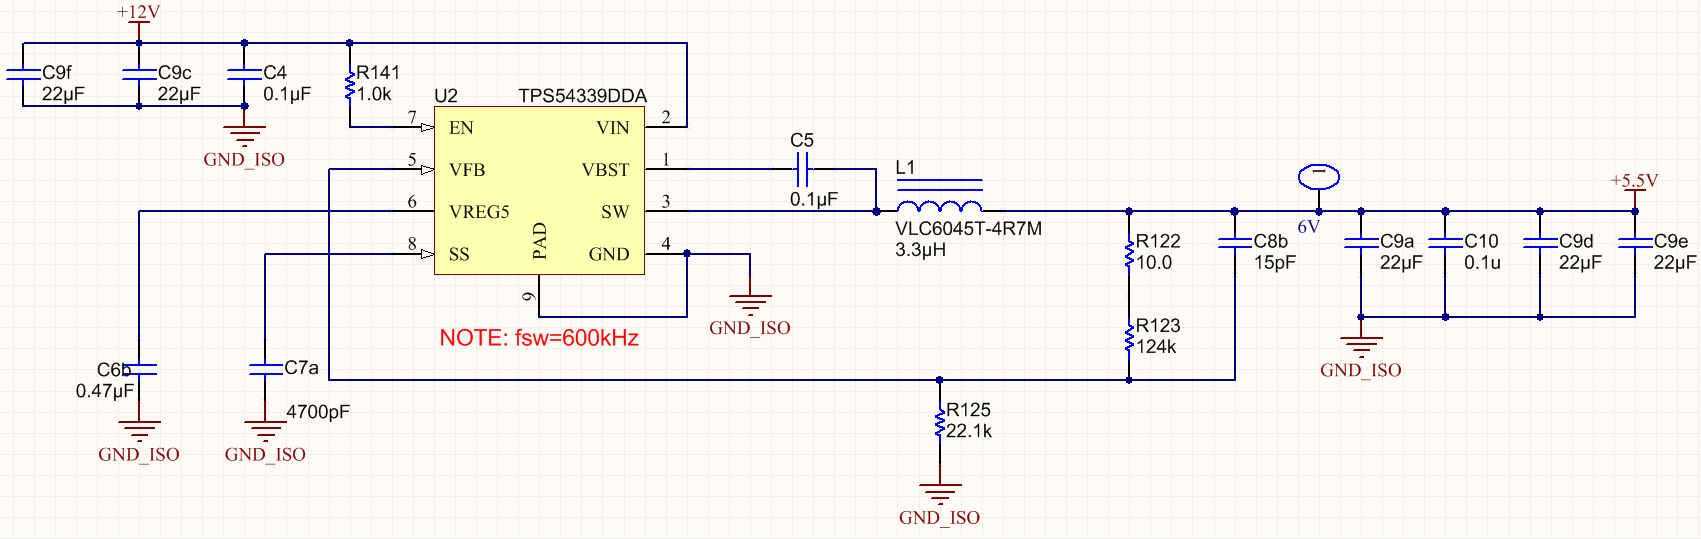 +12V
C9f
22µF
C9c
22µF
C4
0.1µF
R141
1.0k
GND_ISO
U2
TPS54339DDA
7
EN
VIN
2
5
VFB
VBST
1
6
VREG5
SW
3
8
SS
PAD
GND
4
9
C5
0.1µF
GND_ISO
NOTE: fsw=600kHz
L1
VLC6045T-4R7M
3.3µH
1
6V
+5.5V
R122
10.0
C8b
15pF
C9a
22µF
C10
0.1u
C9d
22µF
C9e
22µF
R123
124k
GND_ISO
C6b
0.47µF
GND_ISO
C7a
4700pF
GND_ISO
R125
22.1k
GND_ISO